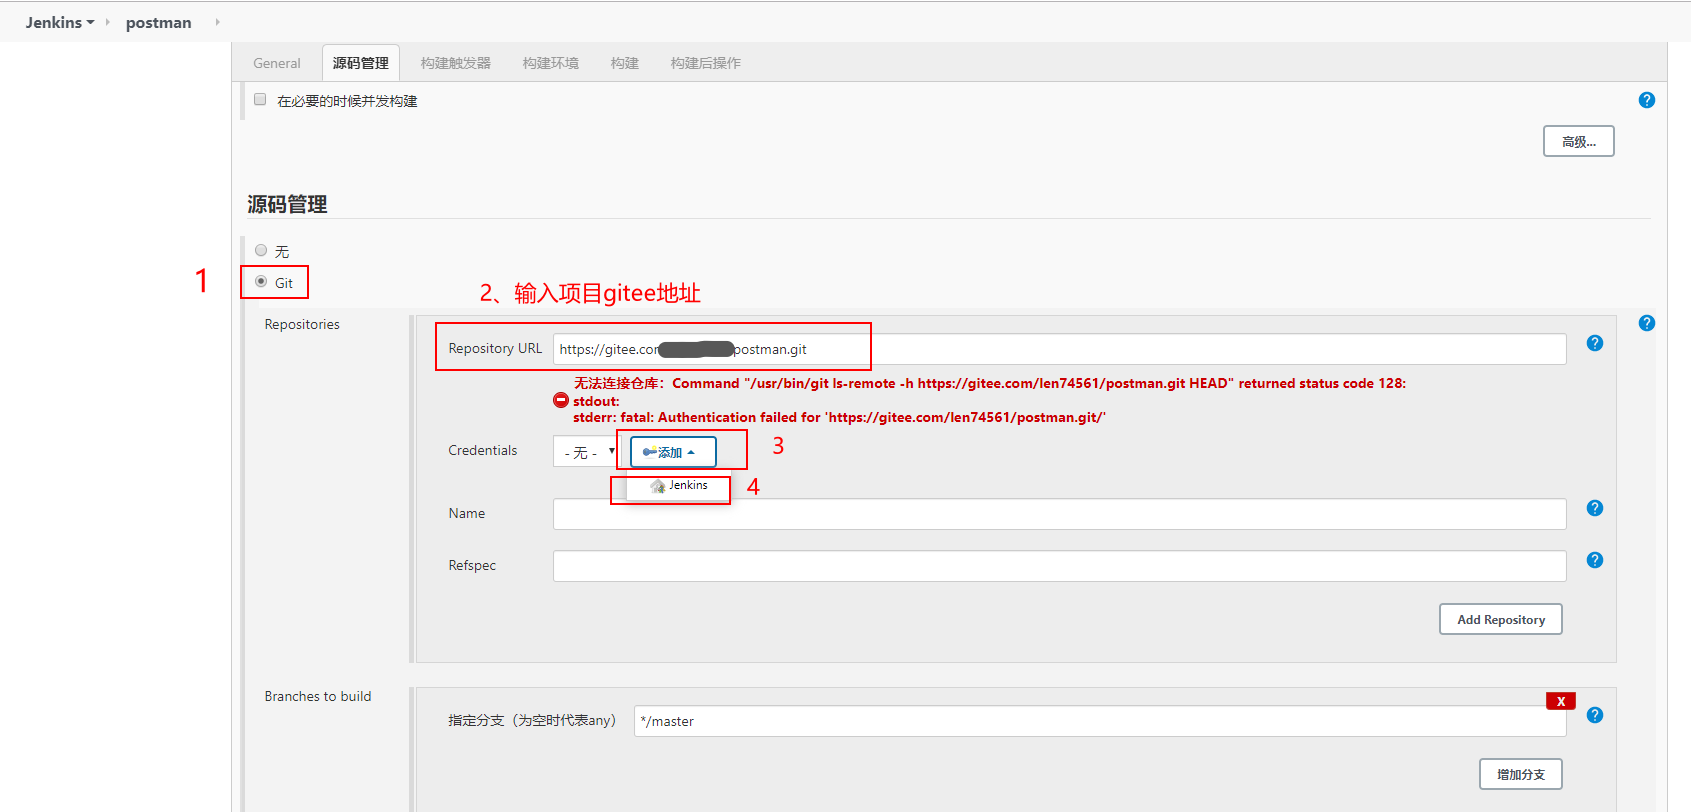 Jenkins postman
General 源码管理 构建触发器 构建环境 构建 构建后操作
在必要的时候并发构建
高级...
源码管理
无
1 Git
2、输入项目gitee地址
Repositories
Repository URL https://gitee.com postman.git
无法连接仓库：Command "/usr/bin/git ls-remote -h https://gitee.com/len74561/postman.git HEAD" returned status code 128:
stdout:
stderr: fatal: Authentication failed for 'https://gitee.com/len74561/postman.git/'
Credentials - 无 - 添加 3
Jenkins 4
Name
Refspec
Add Repository
Branches to build
X
指定分支（为空时代表any） */master
增加分支